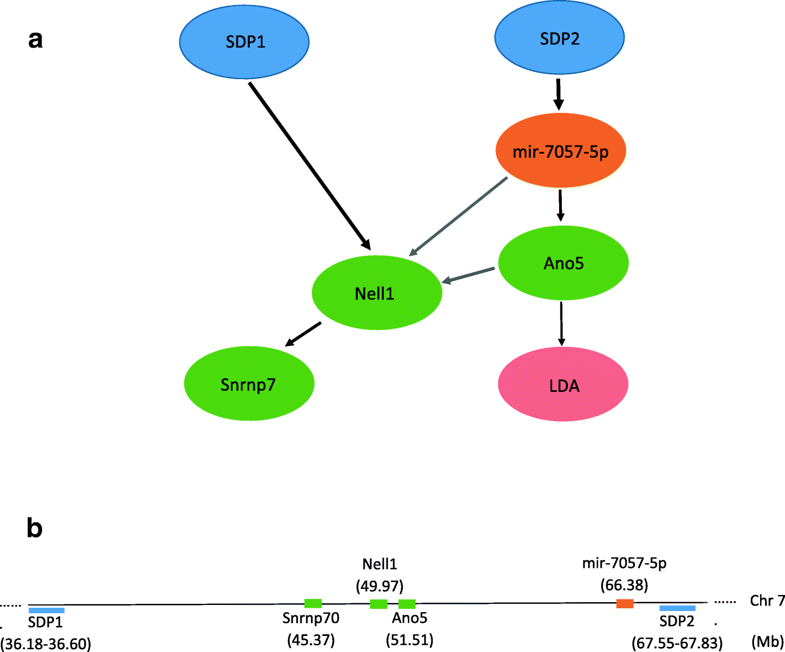 a
SDP1
SDP2
mir-7057-5p
Ano5
Nell1
Snrnp7
LDA
b
Nell1
(49.97)
mir-7057-5p
(66.38)
Chr 7
SDP1
(36.18-36.60)
Snrnp70
(45.37)
Ano5
(51.51)
SDP2
(67.55-67.83)
(Mb)